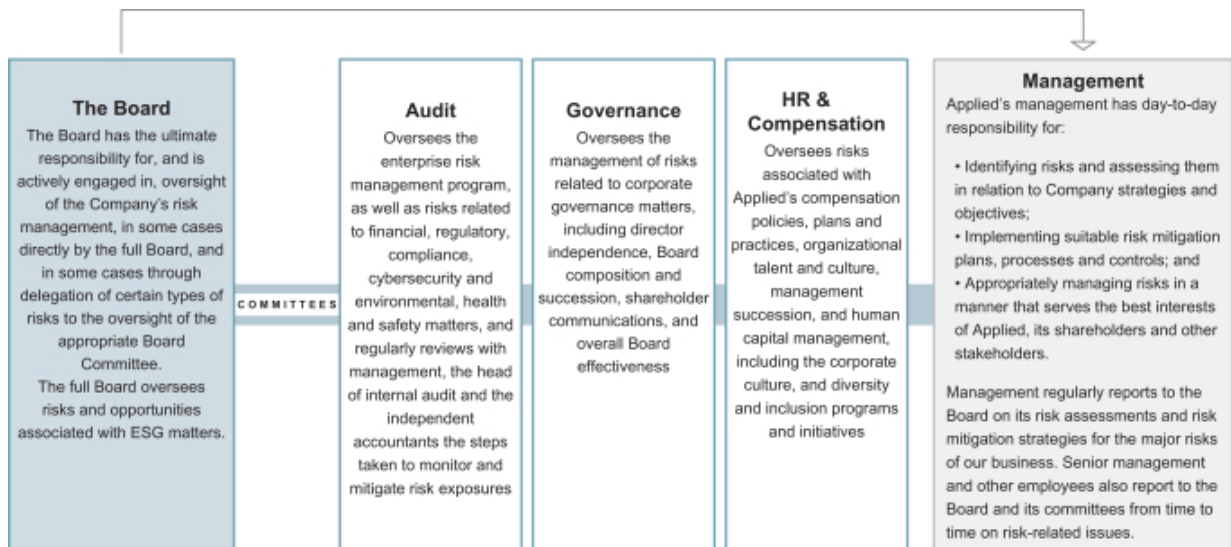 The Board
The Board has the ultimate
responsibility for, and is
actively engaged in, oversight
of the Company's risk
management, in some cases
directly by the full Board, and
in some cases through
delegation of certain types of
risks to the oversight of the
appropriate Board
Committee.
The full Board oversees
risks and opportunities
associated with ESG matters.
COMMITTEES
Audit
Oversees the
enterprise risk
management program,
as well as risks related
to financial, regulatory,
compliance,
cybersecurity and
environmental, health
and safety matters, and
regularly reviews with
management, the head
of internal audit and the
independent
accountants the steps
taken to monitor and
mitigate risk exposures
Governance
Oversees the
management of risks
related to corporate
governance matters,
including director
independence, Board
composition and
succession, shareholder
communications, and
overall Board
effectiveness
HR &
Compensation
Oversees risks
associated with
Applied's compensation
policies, plans and
practices, organizational
talent and culture,
management
succession, and human
capital management,
including the corporate
culture, and diversity
and inclusion programs
and initiatives
Management
Applied's management has day-to-day
responsibility for:
• Identifying risks and assessing them
in relation to Company strategies and
objectives;
• Implementing suitable risk mitigation
plans, processes and controls; and
• Appropriately managing risks in a
manner that serves the best interests
of Applied, its shareholders and other
stakeholders.
Management regularly reports to the
Board on its risk assessments and risk
mitigation strategies for the major risks
of our business. Senior management
and other employees also report to the
Board and its committees from time to
time on risk-related issues.